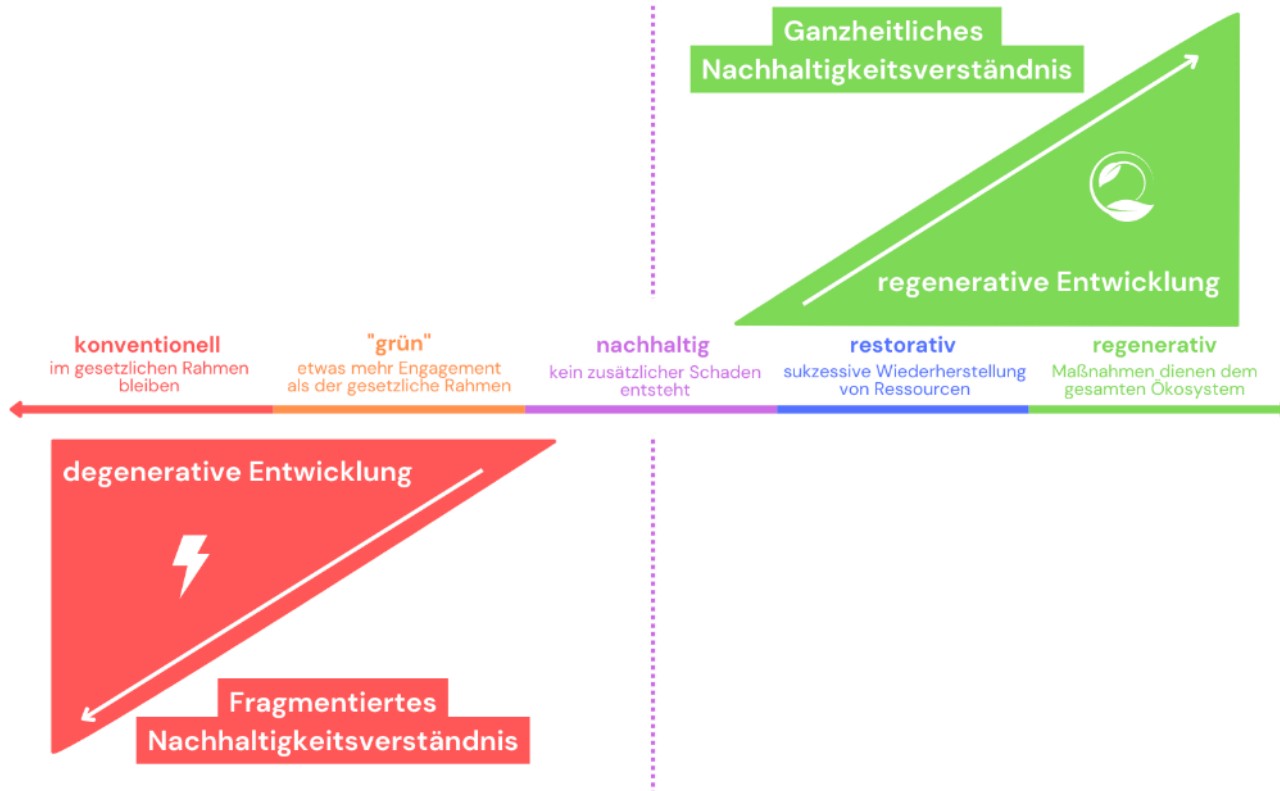 Ganzheitliches
Nachhaltigkeitsverständnis
regenerative Entwicklung
konventionell
im gesetzlichen Rahmen
bleiben
"grün"
etwas mehr Engagement
als der gesetzliche Rahmen
nachhaltig
kein zusätzlicher Schaden
entsteht
restorativ
sukzessive Wiederherstellung
von Ressourcen
regenerativ
Maßnahmen dienen dem
gesamten Ökosystem
degenerative Entwicklung
Fragmentiertes
Nachhaltigkeitsverständnis